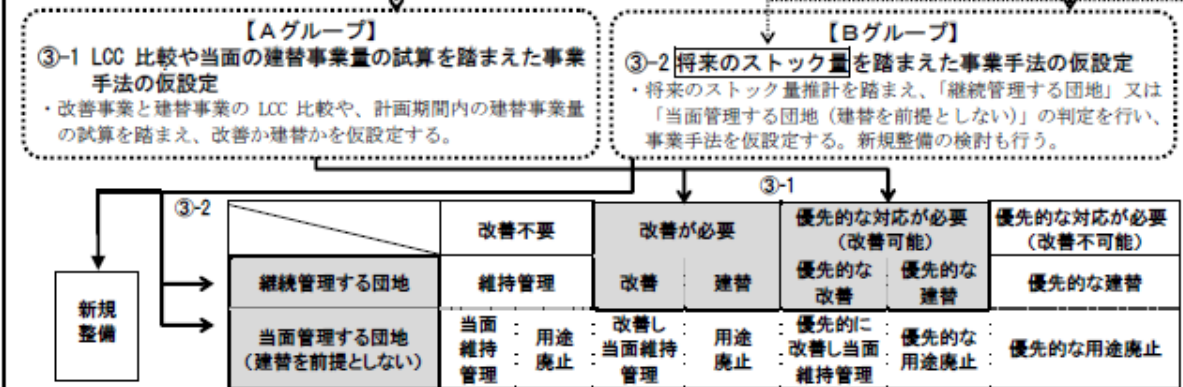 【Aグループ】
③-1 LCC 比較や当面の建替事業量の試算を踏まえた事業
手法の仮設定
・改善事業と建替事業の LCC 比較や、計画期間内の建替事業量
の試算を踏まえ、改善か建替かを仮設定する。
【Bグループ】
③-2 将来のストック量を踏まえた事業手法の仮設定
・将来のストック量推計を踏まえ、「継続管理する団地」又は
「当面管理する団地（建替を前提としない）」の判定を行い、
事業手法を仮設定する。新規整備の検討も行う。
③-1
③-2
新規
整備
改善不要
改善が必要
優先的な対応が必要
（改善可能）
優先的な対応が必要
（改善不可能）
継続管理する団地
維持管理
改善
建替
優先的な
改善
優先的な
建替
優先的な建替
当面管理する団地
（建替を前提としない）
当面
維持
管理
用途
廃止
改善し
当面維持
管理
用途
廃止
優先的に
改善し当面
維持管理
優先的な
用途廃止
優先的な用途廃止